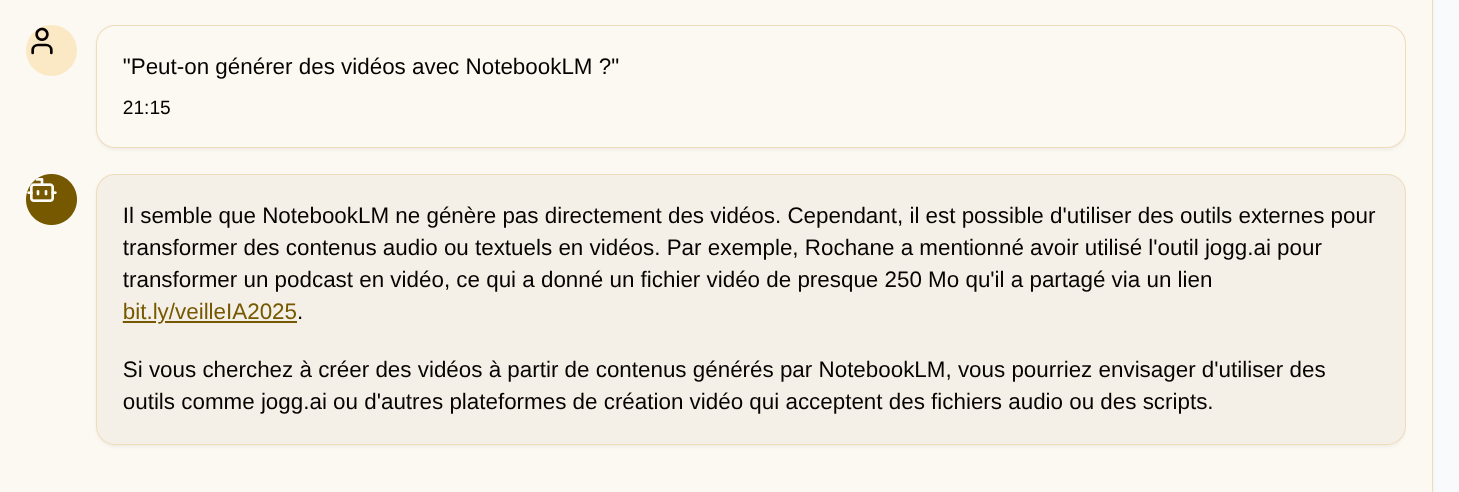 "Peut-on générer des vidéos avec NotebookLM ?"
21:15
Il semble que NotebookLM ne génère pas directement des vidéos. Cependant, il est possible d'utiliser des outils externes pour
transformer des contenus audio ou textuels en vidéos. Par exemple, Rochane a mentionné avoir utilisé l'outil jogg.ai pour
transformer un podcast en vidéo, ce qui a donné un fichier vidéo de presque 250 Mo qu'il a partagé via un lien
bit.ly/veilleIA2025.
Si vous cherchez à créer des vidéos à partir de contenus générés par NotebookLM, vous pourriez envisager d'utiliser des
outils comme jogg.ai ou d'autres plateformes de création vidéo qui acceptent des fichiers audio ou des scripts.